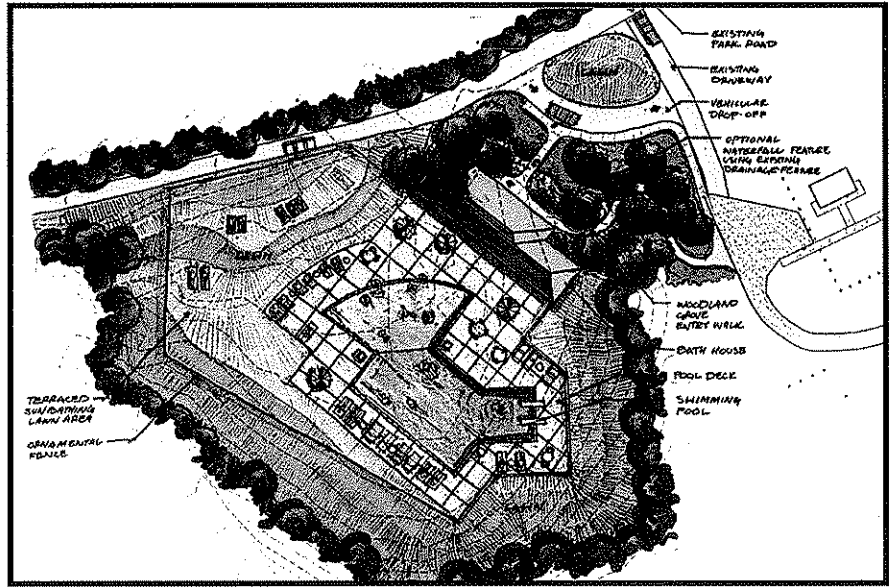 EXISTING
PARK ROAD
EXISTING
DRIVEWAY
VEHICULAR
DROP-OFF
OPTIONAL
WATERFALL FEATURE
USING EXISTING
DRAINAGE FEATURE
WOODLAND
GROVE
ENTRY WALK
BATH HOUSE
POOL DECK
SWIMMING
POOL
TERRACED
SUNBATHING
LAWN AREA
ORNAMENTAL
FENCE
LAWN